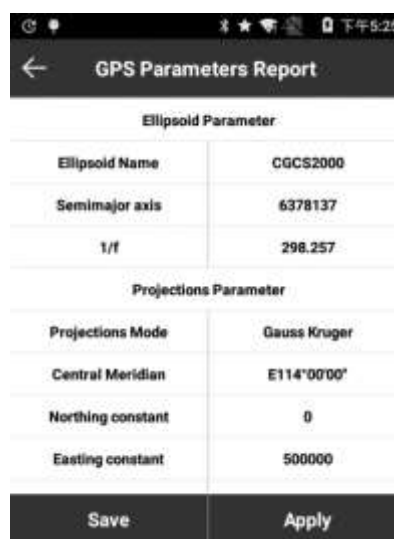 下午5:25
GPS Parameters Report
Ellipsoid Parameter
Ellipsoid Name CGCS2000
Semimajor axis 6378137
1/f 298.257
Projections Parameter
Projections Mode Gauss Kruger
Central Meridian E114°00'00"
Northing constant 0
Easting constant 500000
Save Apply